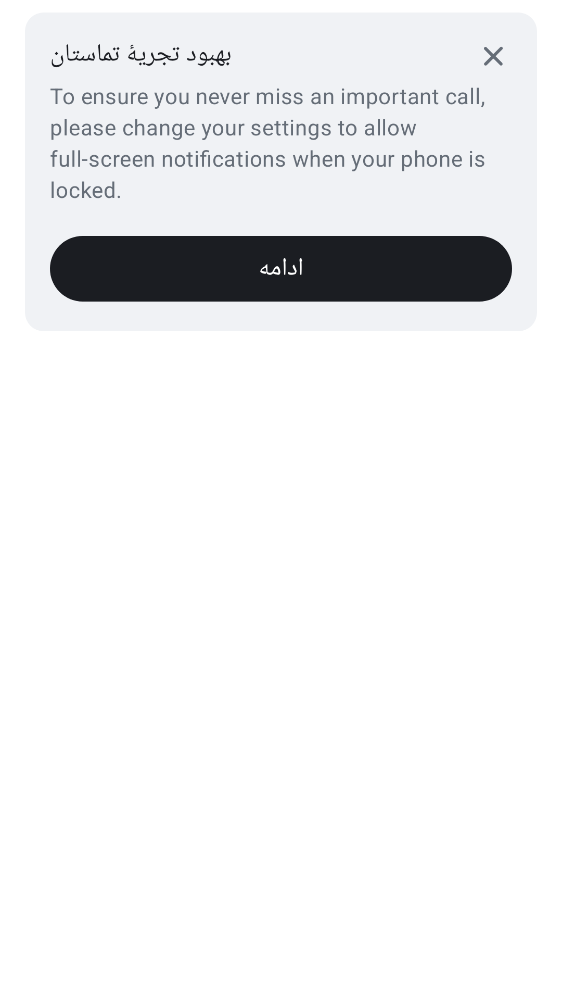 بهبود تجربهٔ تماستان
To ensure you never miss an important call,
please change your settings to allow
full-screen notifications when your phone is
locked.
ادامه